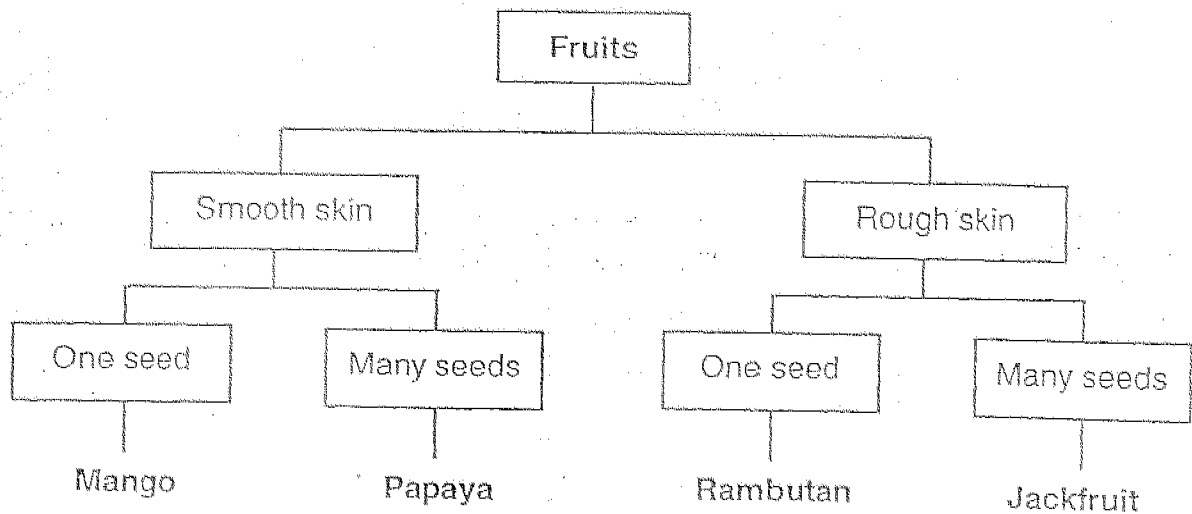 Fruits
Smooth skin
Rough skin
One seed
Many seeds
One seed
Many seeds
Mango
Papaya
Rambutan
Jackfruit